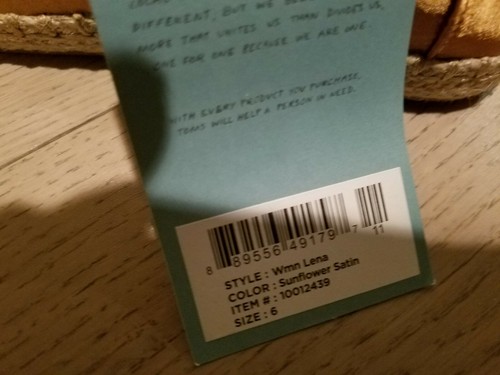 DIFFERENT, BUT WE
MORE THAT UNITES US THAN DIVIDES US,
ONE FOR ONE BECAUSE WE ARE ONE.
WITH EVERY PRODUCT YOU PURCHASE,
TOMS WILL HELP A PERSON IN NEED.
8 89556 49179 7 11
STYLE : Wmn Lena
COLOR : Sunflower Satin
ITEM # : 10012439
SIZE : 6